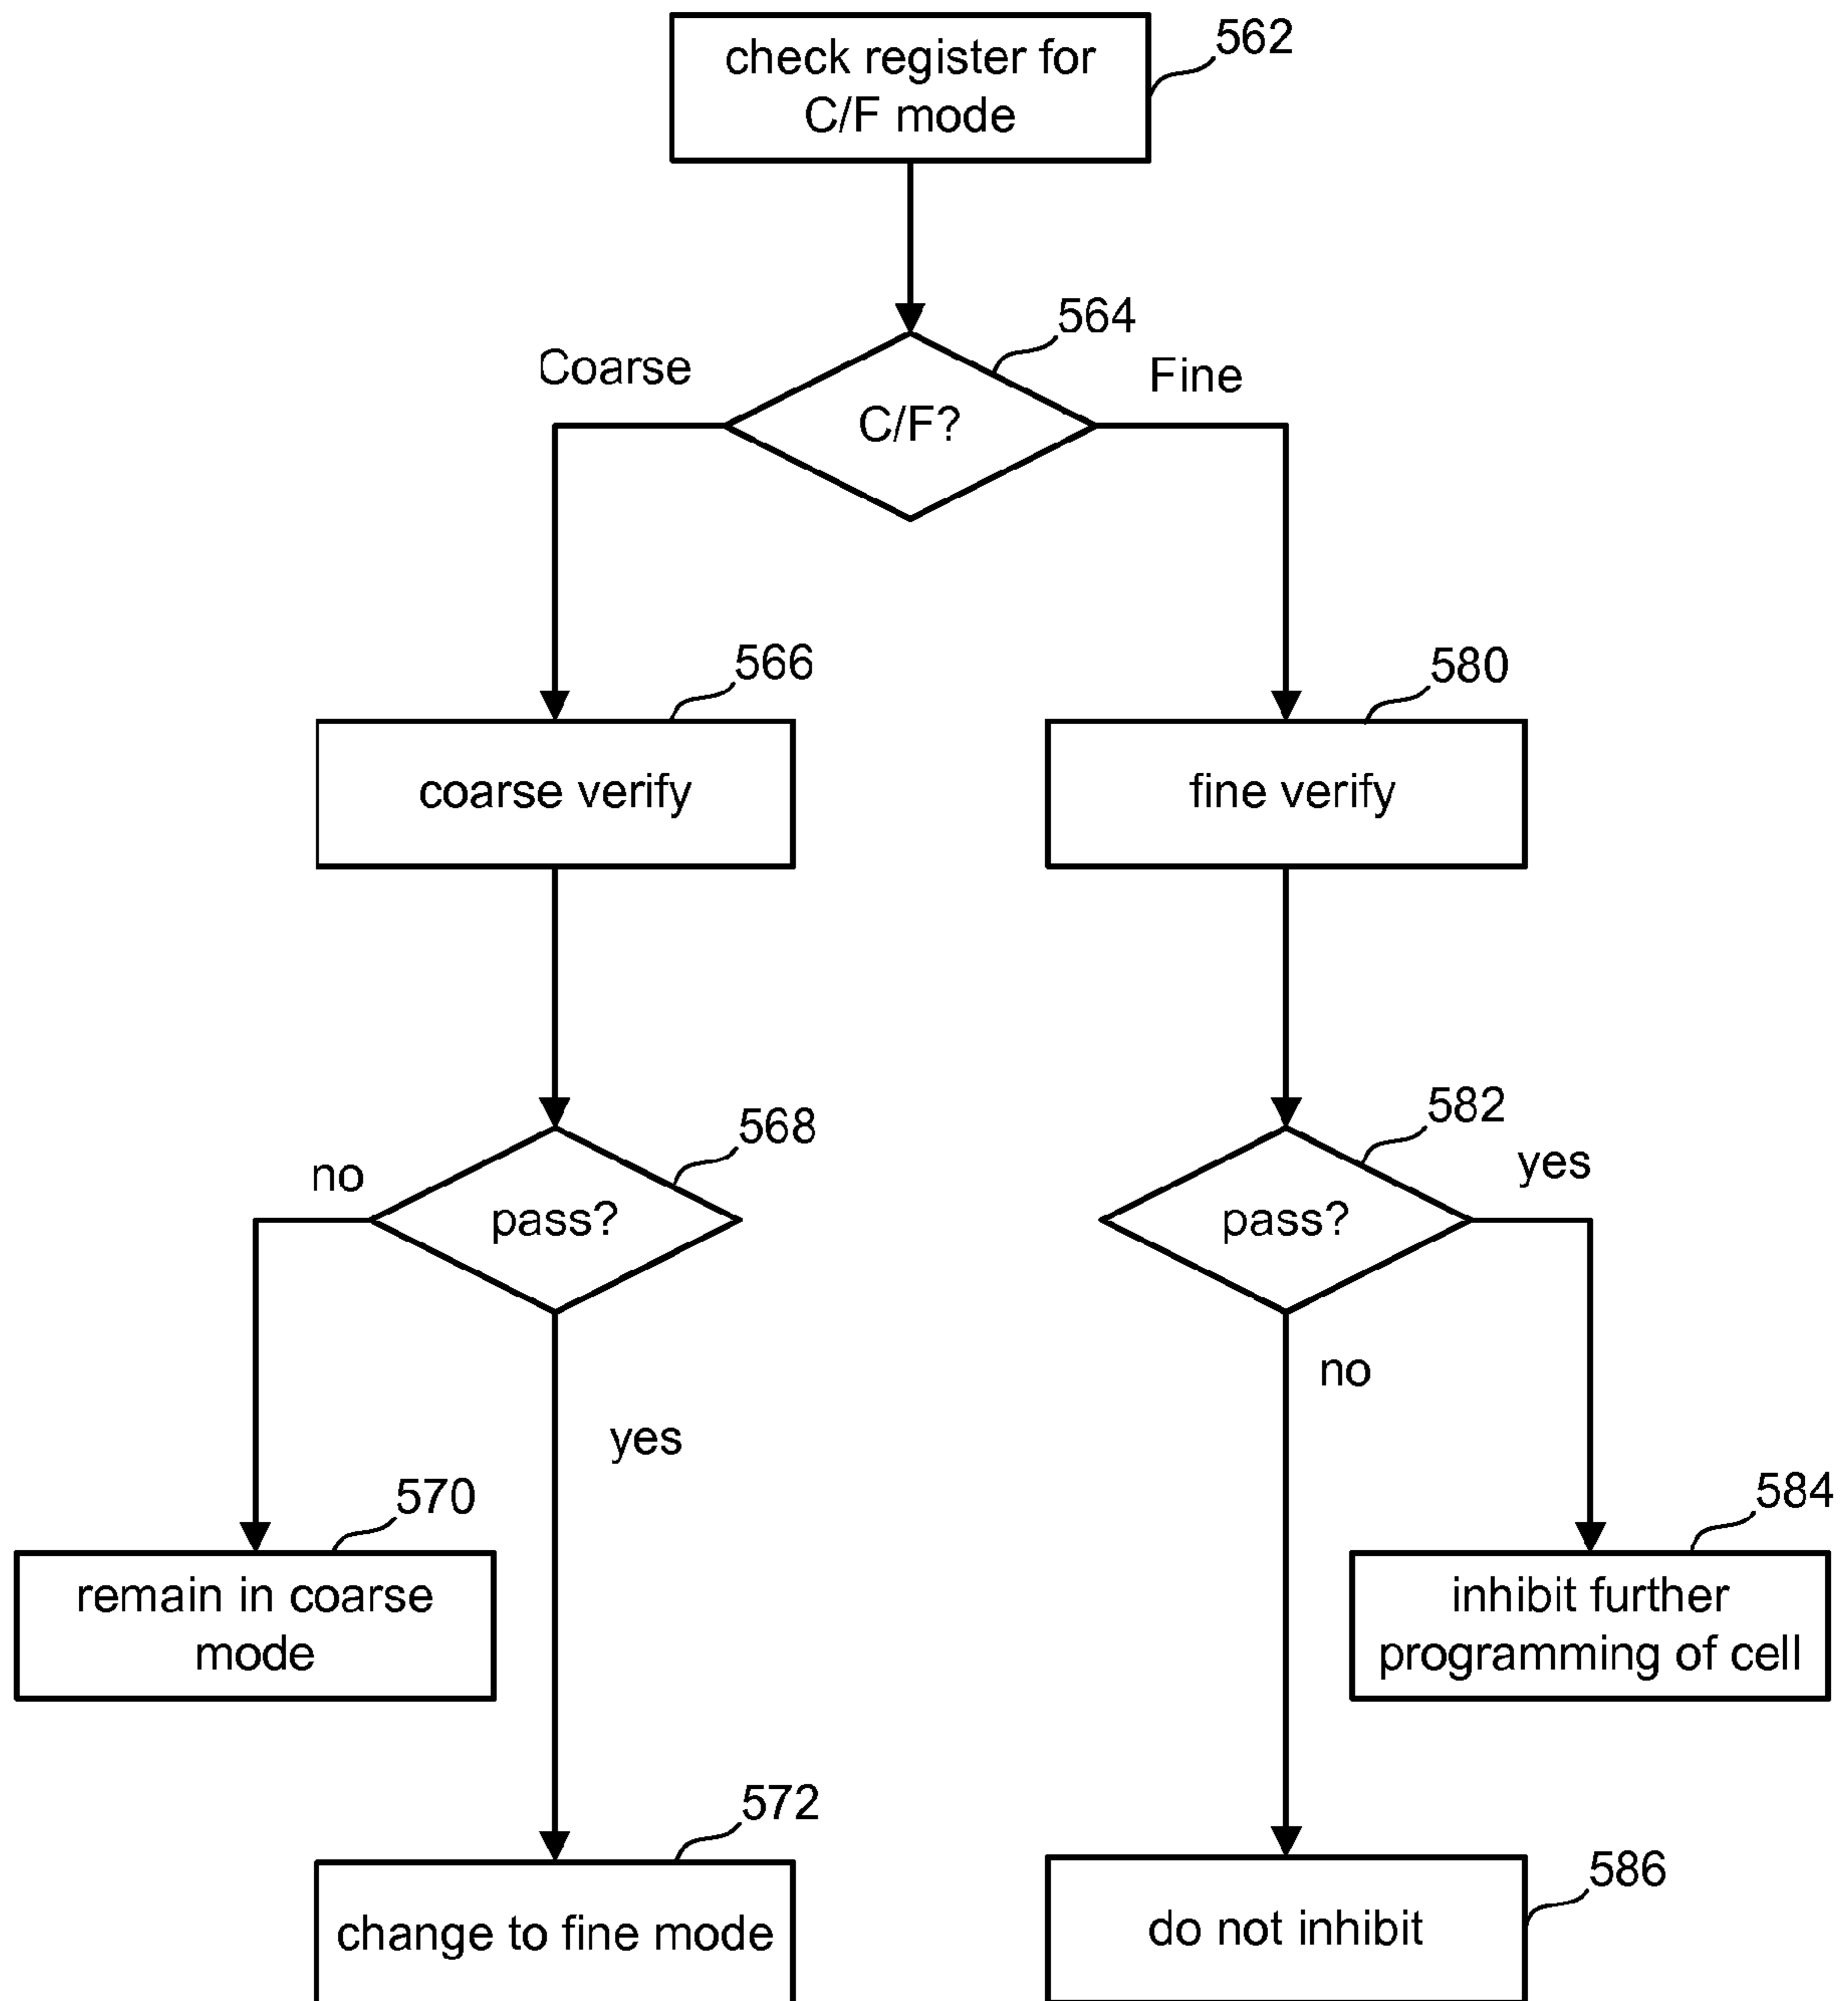 check register for
C/F mode
562
564
Coarse
Fine
C/F?
566
580
coarse verify
fine verify
568
582
no
yes
pass?
pass?
no
yes
570
584
remain in coarse
mode
inhibit further
programming of cell
572
586
change to fine mode
do not inhibit